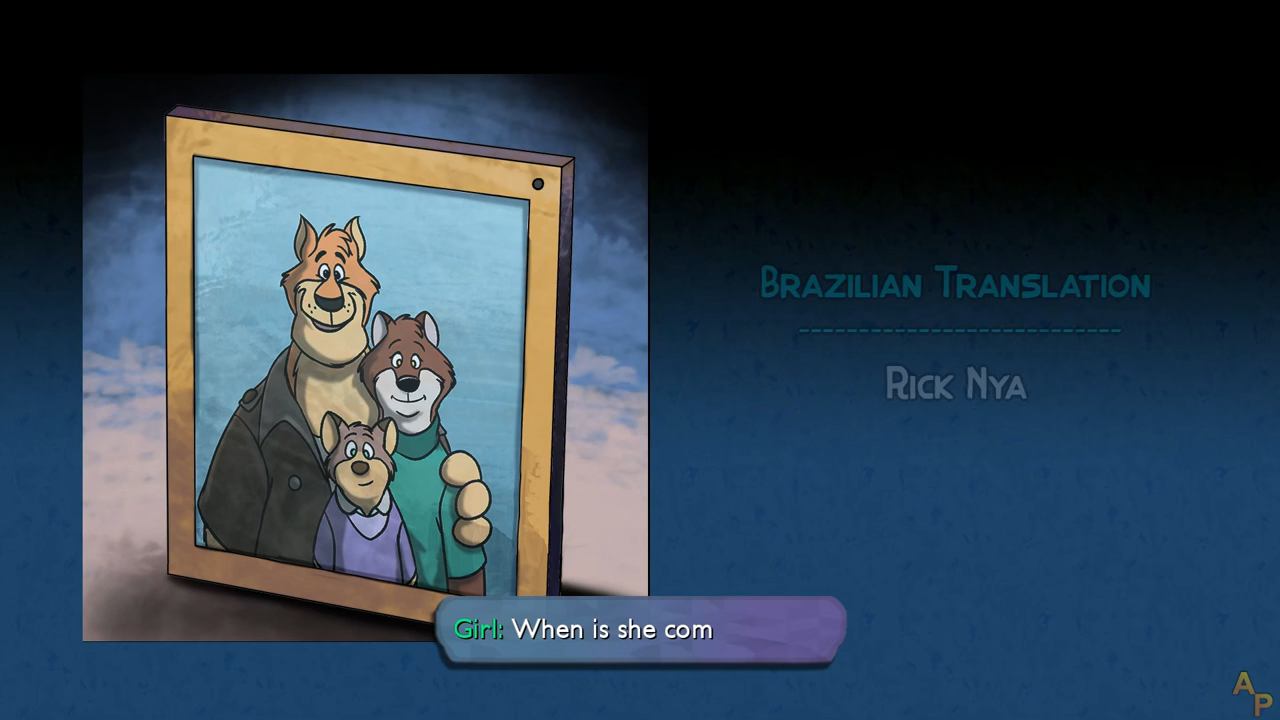 Brazilian Translation
---------------------------
Rick Nya
Girl: When is she com
AP